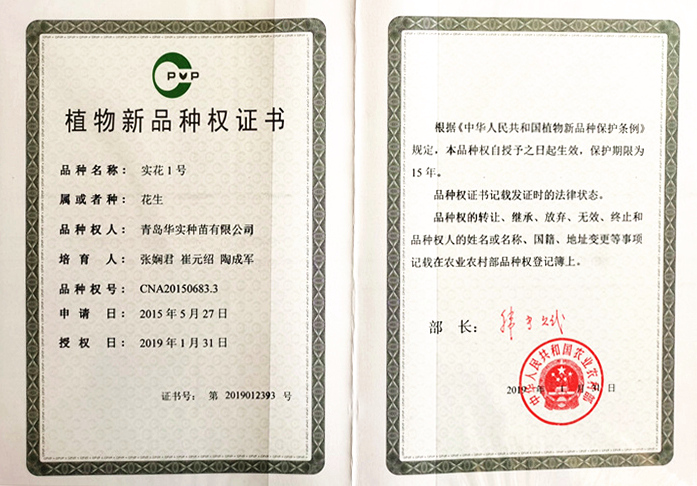 PVP
植物新品种权证书
品种名称：实花1号
属或者种：花生
品种权人：青岛华实种苗有限公司
培育人：张娴君 崔元绍 陶成军
品种权号：CNA20150683.3
申请日：2015年5月27日
授权日：2019年1月31日
证书号：第 2019012393 号
根据《中华人民共和国植物新品种保护条例》
规定，本品种权自授予之日起生效，保护期限为
15年。
品种权证书记载发证时的法律状态。
品种权的转让、继承、放弃、无效、终止和
品种权人的姓名或名称、国籍、地址变更等事项
记载在农业农村部品种权登记簿上。
部长：
中华人民共和国农业农村部
2019年1月31日